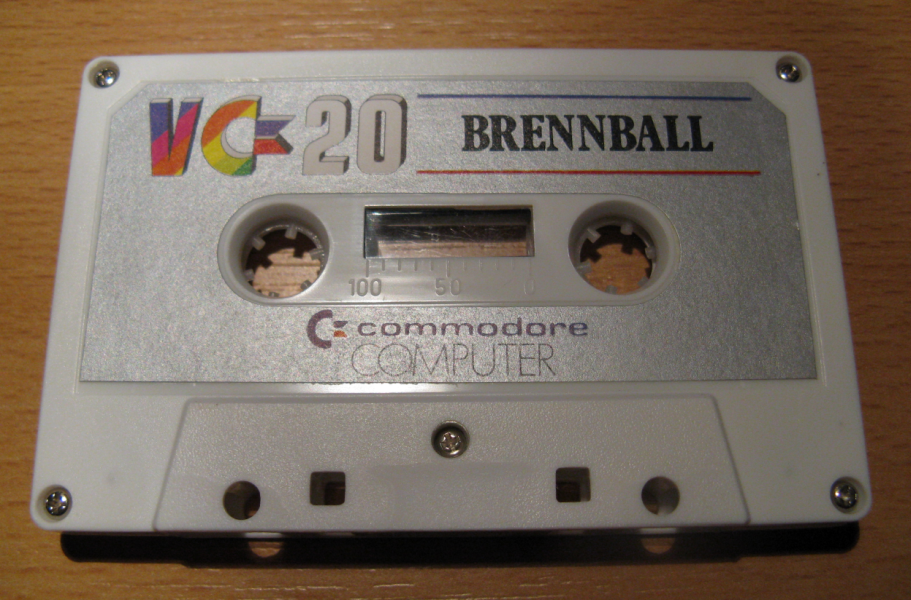 VC-20
BRENNBALL
100 50 0
commodore
COMPUTER